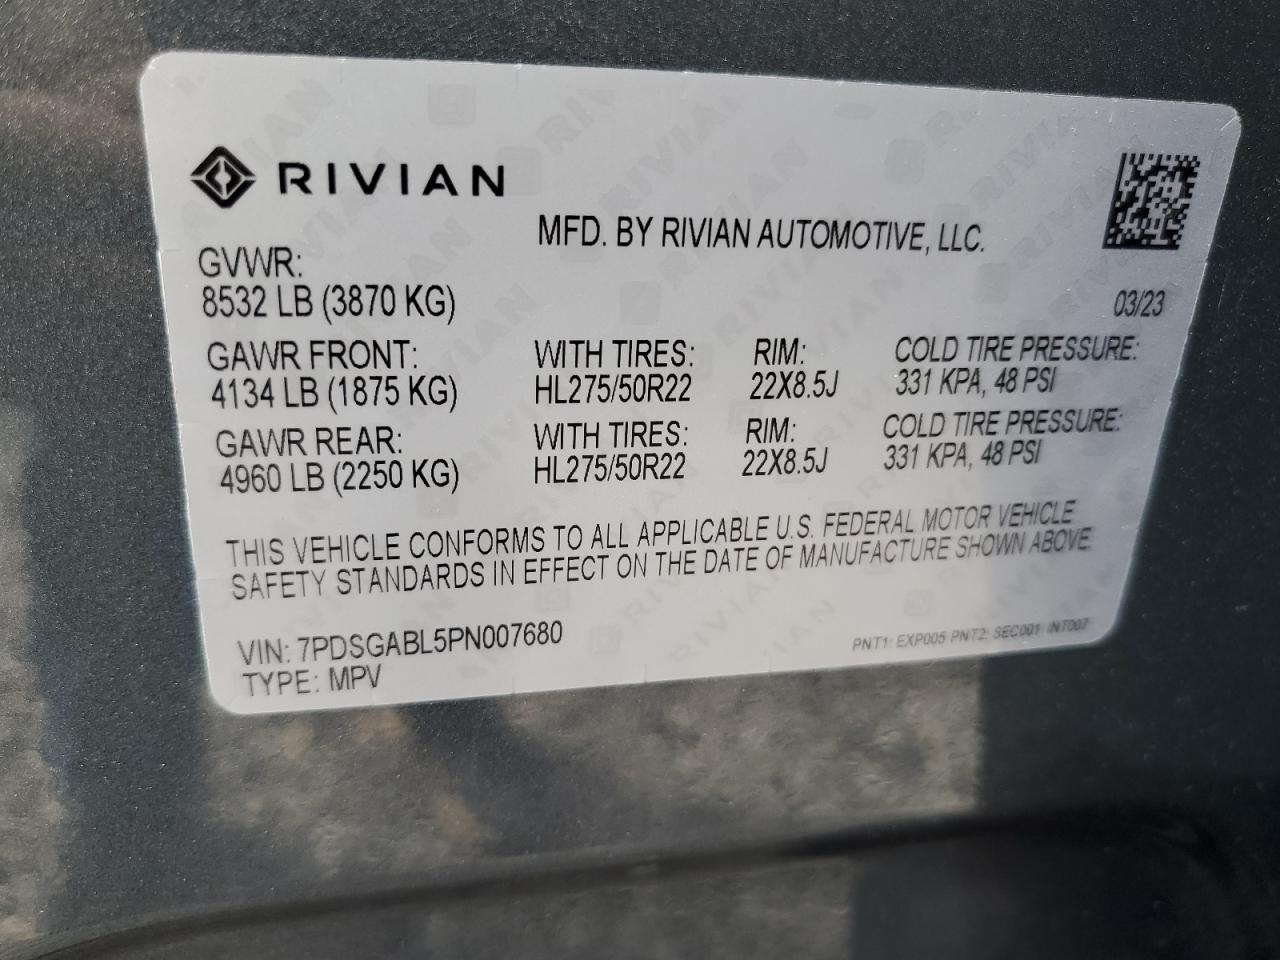 RIVIAN
MFD. BY RIVIAN AUTOMOTIVE, LLC.
GVWR:
8532 LB (3870 KG)
03/23
GAWR FRONT: WITH TIRES: RIM: COLD TIRE PRESSURE:
4134 LB (1875 KG) HL275/50R22 22X8.5J 331 KPA, 48 PSI
GAWR REAR: WITH TIRES: RIM: COLD TIRE PRESSURE:
4960 LB (2250 KG) HL275/50R22 22X8.5J 331 KPA, 48 PSI
THIS VEHICLE CONFORMS TO ALL APPLICABLE U.S. FEDERAL MOTOR VEHICLE
SAFETY STANDARDS IN EFFECT ON THE DATE OF MANUFACTURE SHOWN ABOVE.
VIN: 7PDSGABL5PN007680
TYPE: MPV
PNT1: EXP005 PNT2: SEC001 INT007